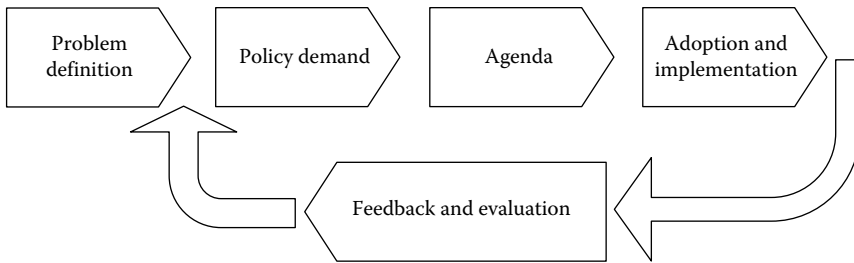 Problem
definition
Policy demand
Agenda
Adoption and
implementation
Feedback and evaluation